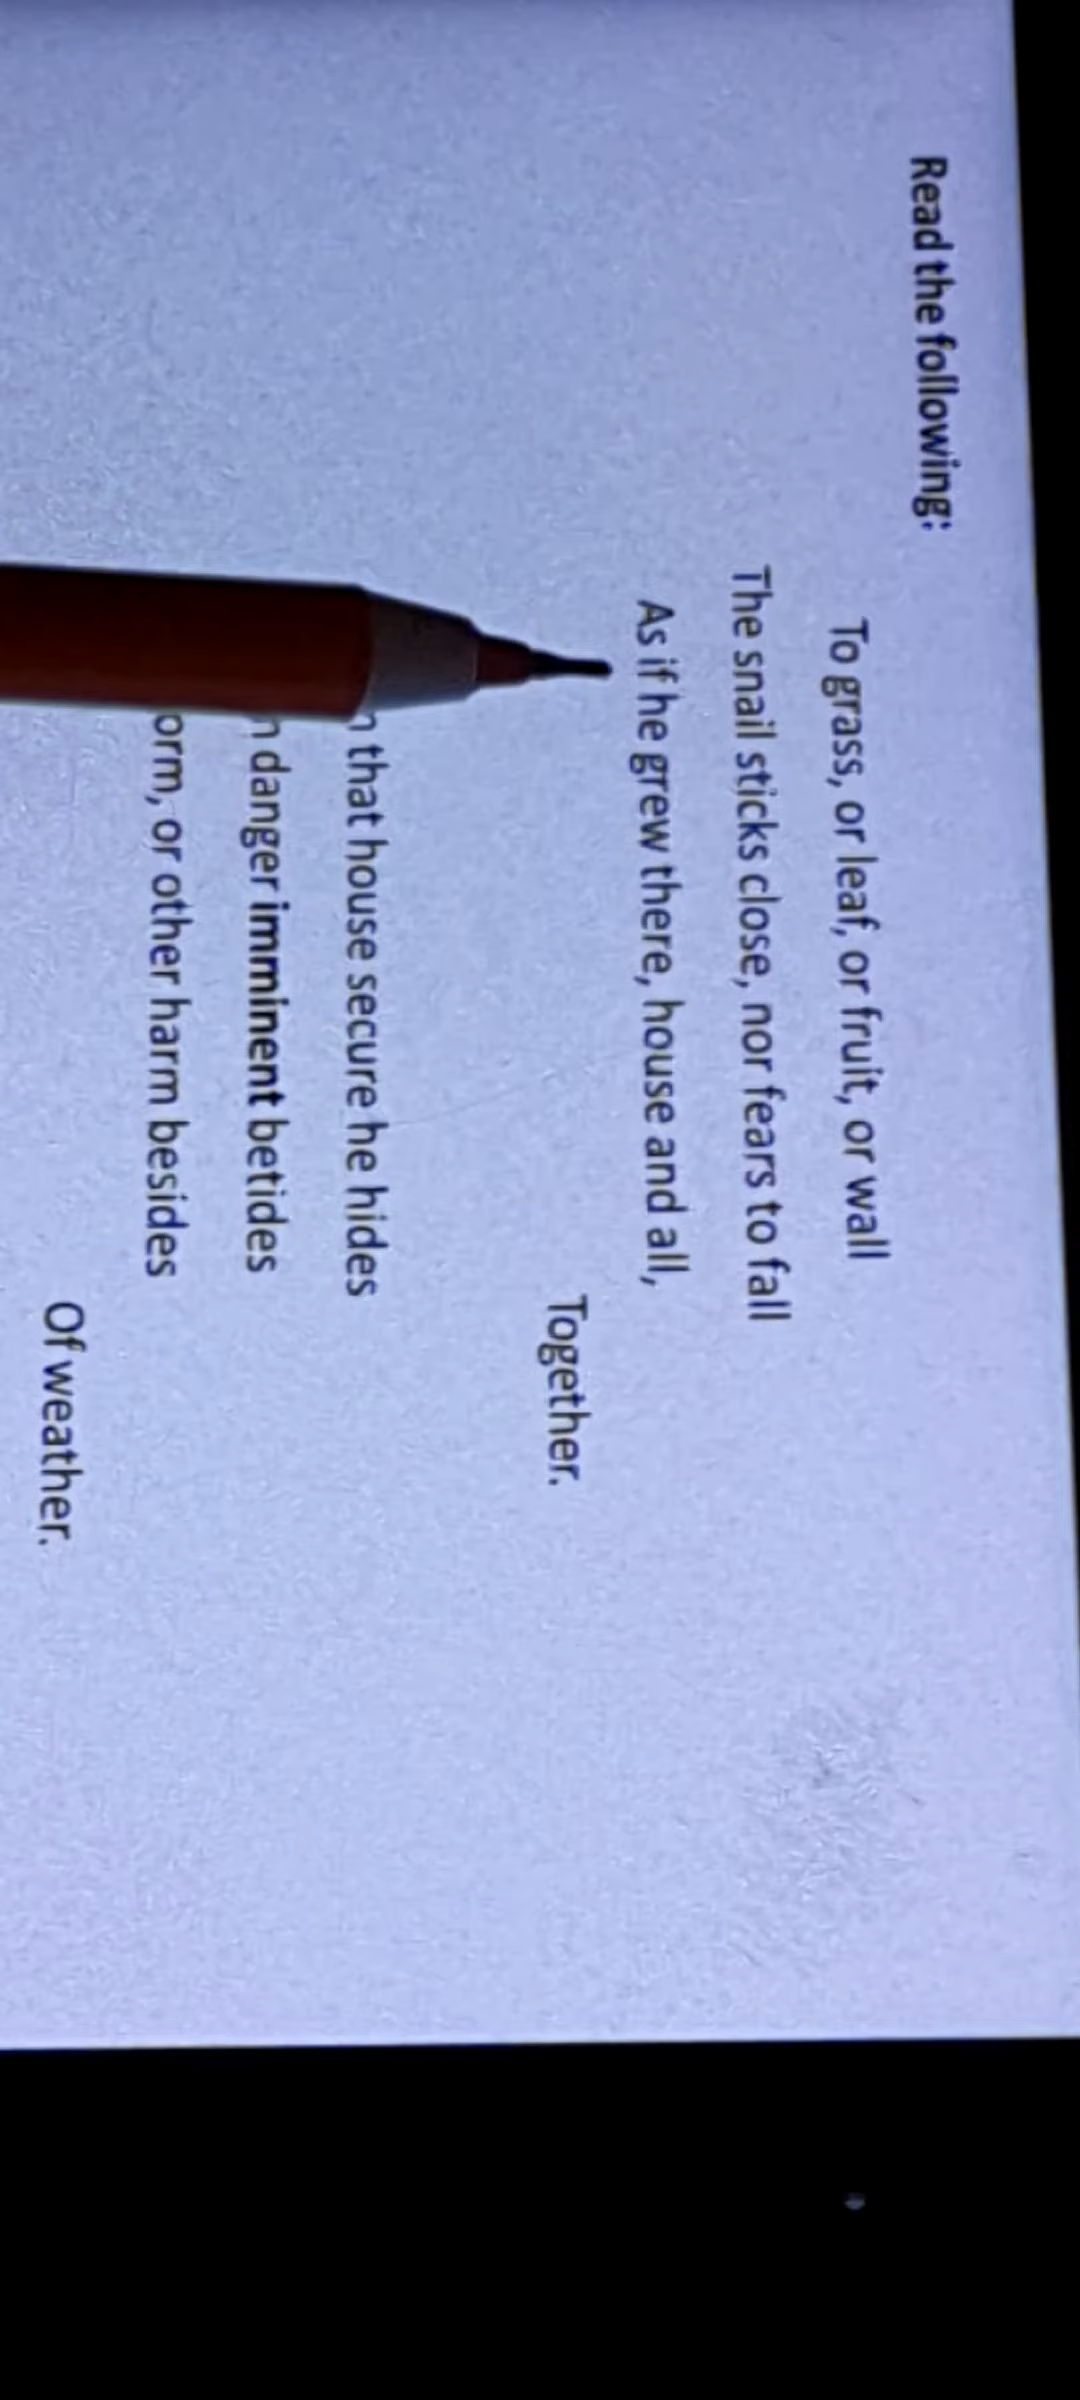 Read the following:
To grass, or leaf, or fruit, or wall
The snail sticks close, nor fears to fall
As if he grew there, house and all,
Together.
that house secure he hides
danger imminent betides
or other harm besides
Of weather.